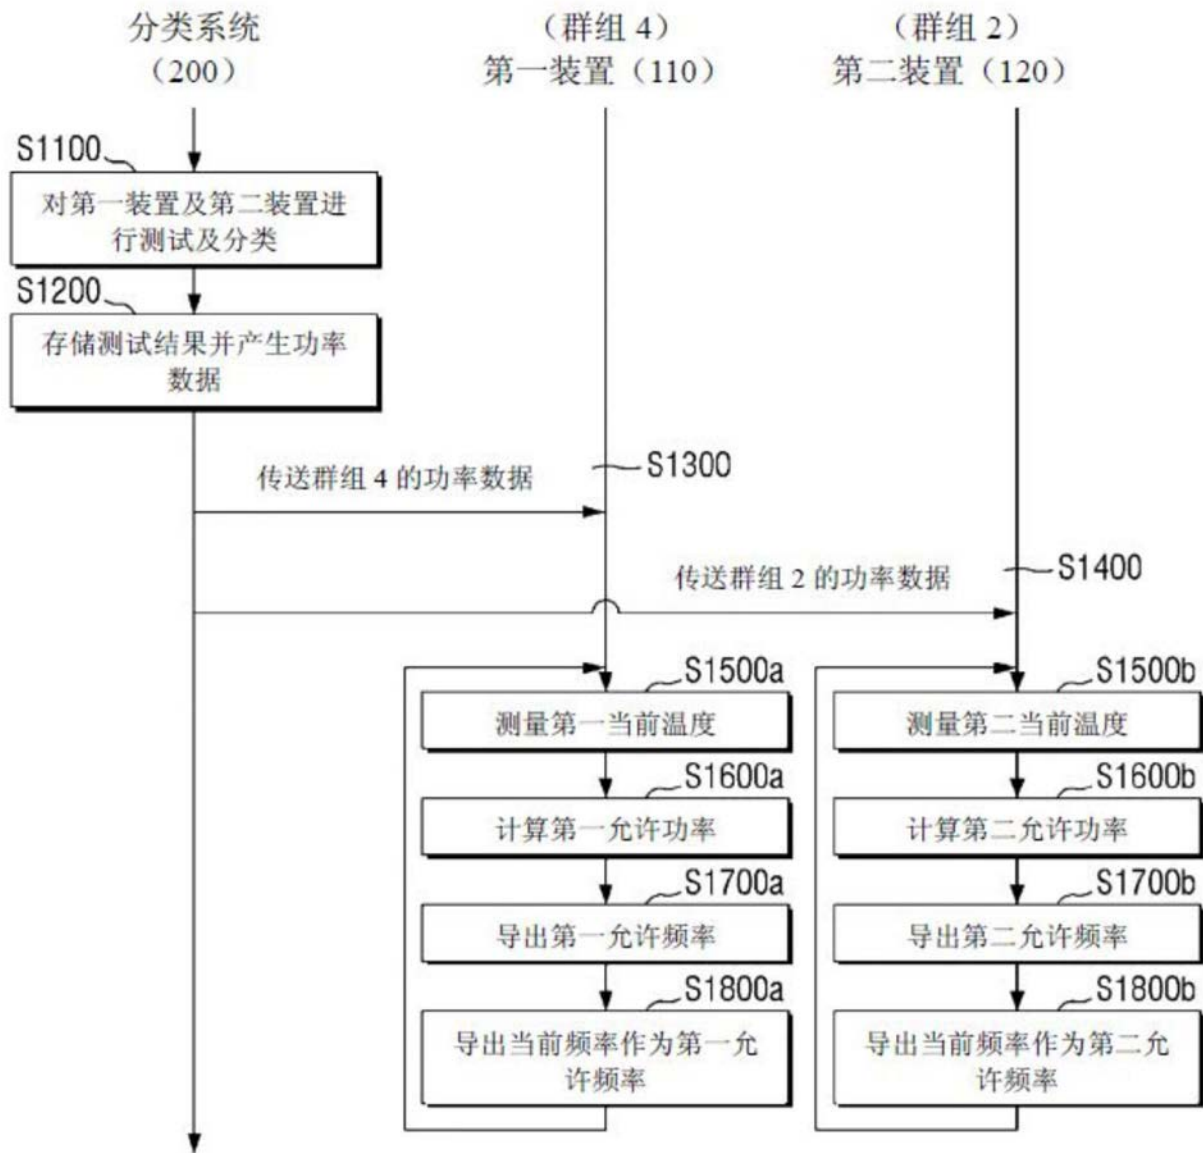 分类系统
（200）
（群组 4）
第一装置（110）
（群组 2）
第二装置（120）
S1100
对第一装置及第二装置进
行测试及分类
S1200
存储测试结果并产生功率
数据
传送群组 4 的功率数据
S1300
传送群组 2 的功率数据
S1400
S1500a
测量第一当前温度
S1600a
计算第一允许功率
S1700a
导出第一允许频率
S1800a
导出当前频率作为第一允
许频率
S1500b
测量第二当前温度
S1600b
计算第二允许功率
S1700b
导出第二允许频率
S1800b
导出当前频率作为第二允
许频率